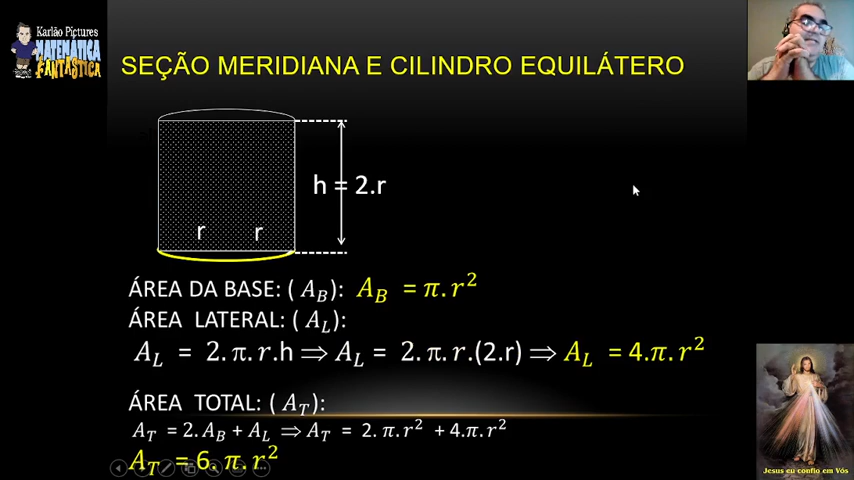 Karlão Pictures
MATEMÁTICA
FANTÁSTICA
SEÇÃO MERIDIANA E CILINDRO EQUILÁTERO
h = 2.r
r r
ÁREA DA BASE: ( A_B): A_B = π.r²
ÁREA LATERAL: ( A_L):
A_L = 2.π.r.h ⇒ A_L = 2.π.r.(2.r) ⇒ A_L = 4.π.r²
ÁREA TOTAL: ( A_T):
A_T = 2.A_B + A_L ⇒ A_T = 2.π.r² + 4.π.r²
A_T = 6.π.r²
Jesus eu confio em Vós